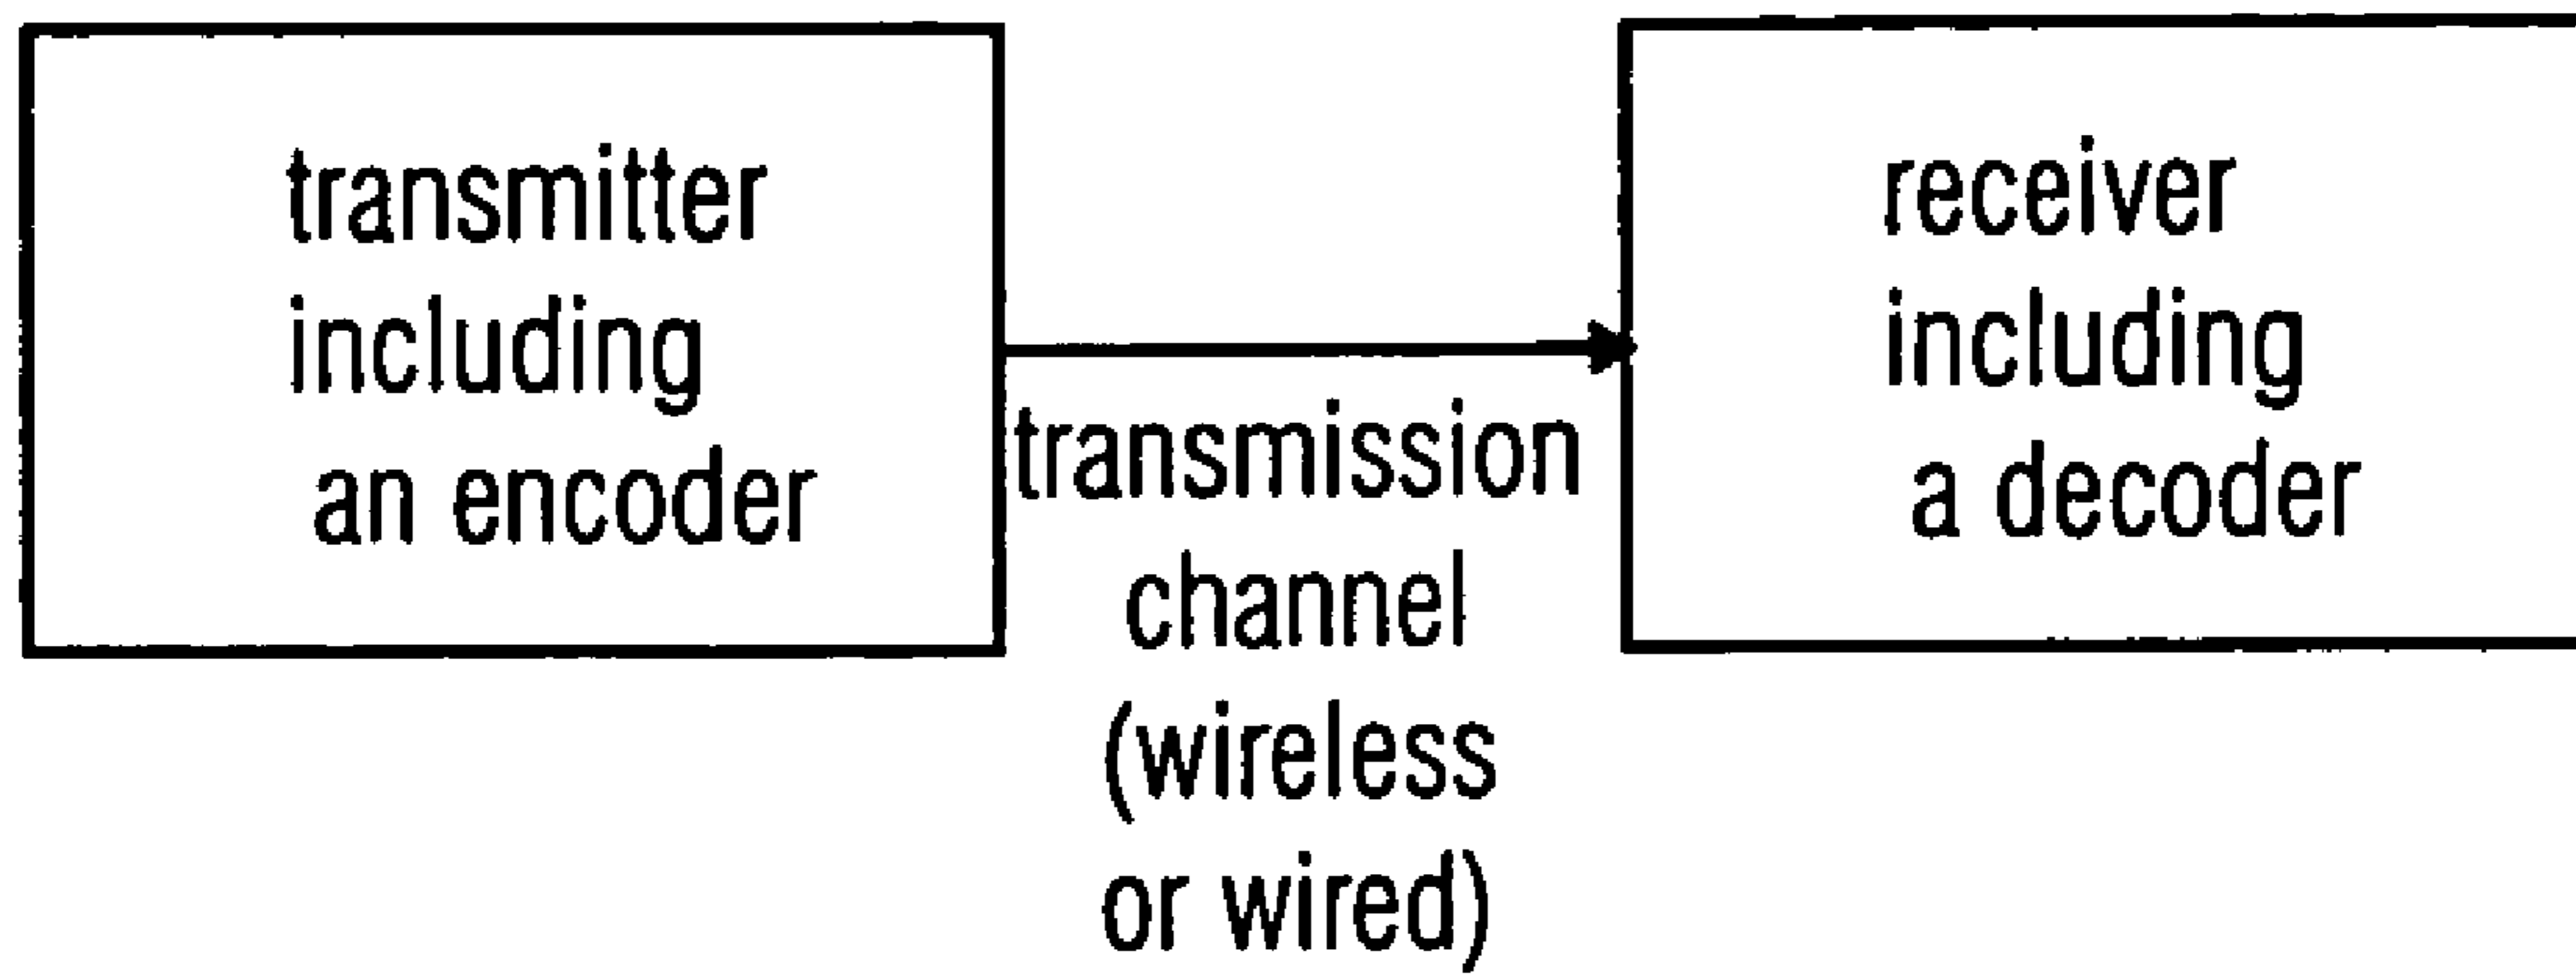 transmitter
including
an encoder
transmission
channel
(wireless
or wired)
receiver
including
a decoder